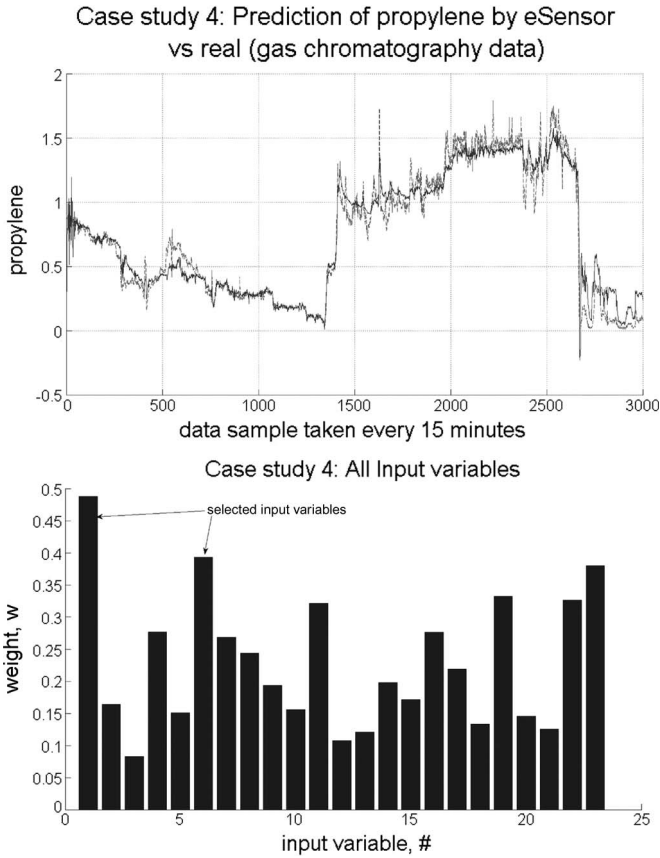 Case study 4: Prediction of propylene by eSensor
vs real (gas chromatography data)
2
1.5
1
0.5
0
-0.5
propylene
0 500 1000 1500 2000 2500 3000
data sample taken every 15 minutes
Case study 4: All Input variables
0.5
0.45
0.4
0.35
0.3
0.25
0.2
0.15
0.1
0.05
0
weight, w
selected input variables
0 5 10 15 20 25
input variable, #